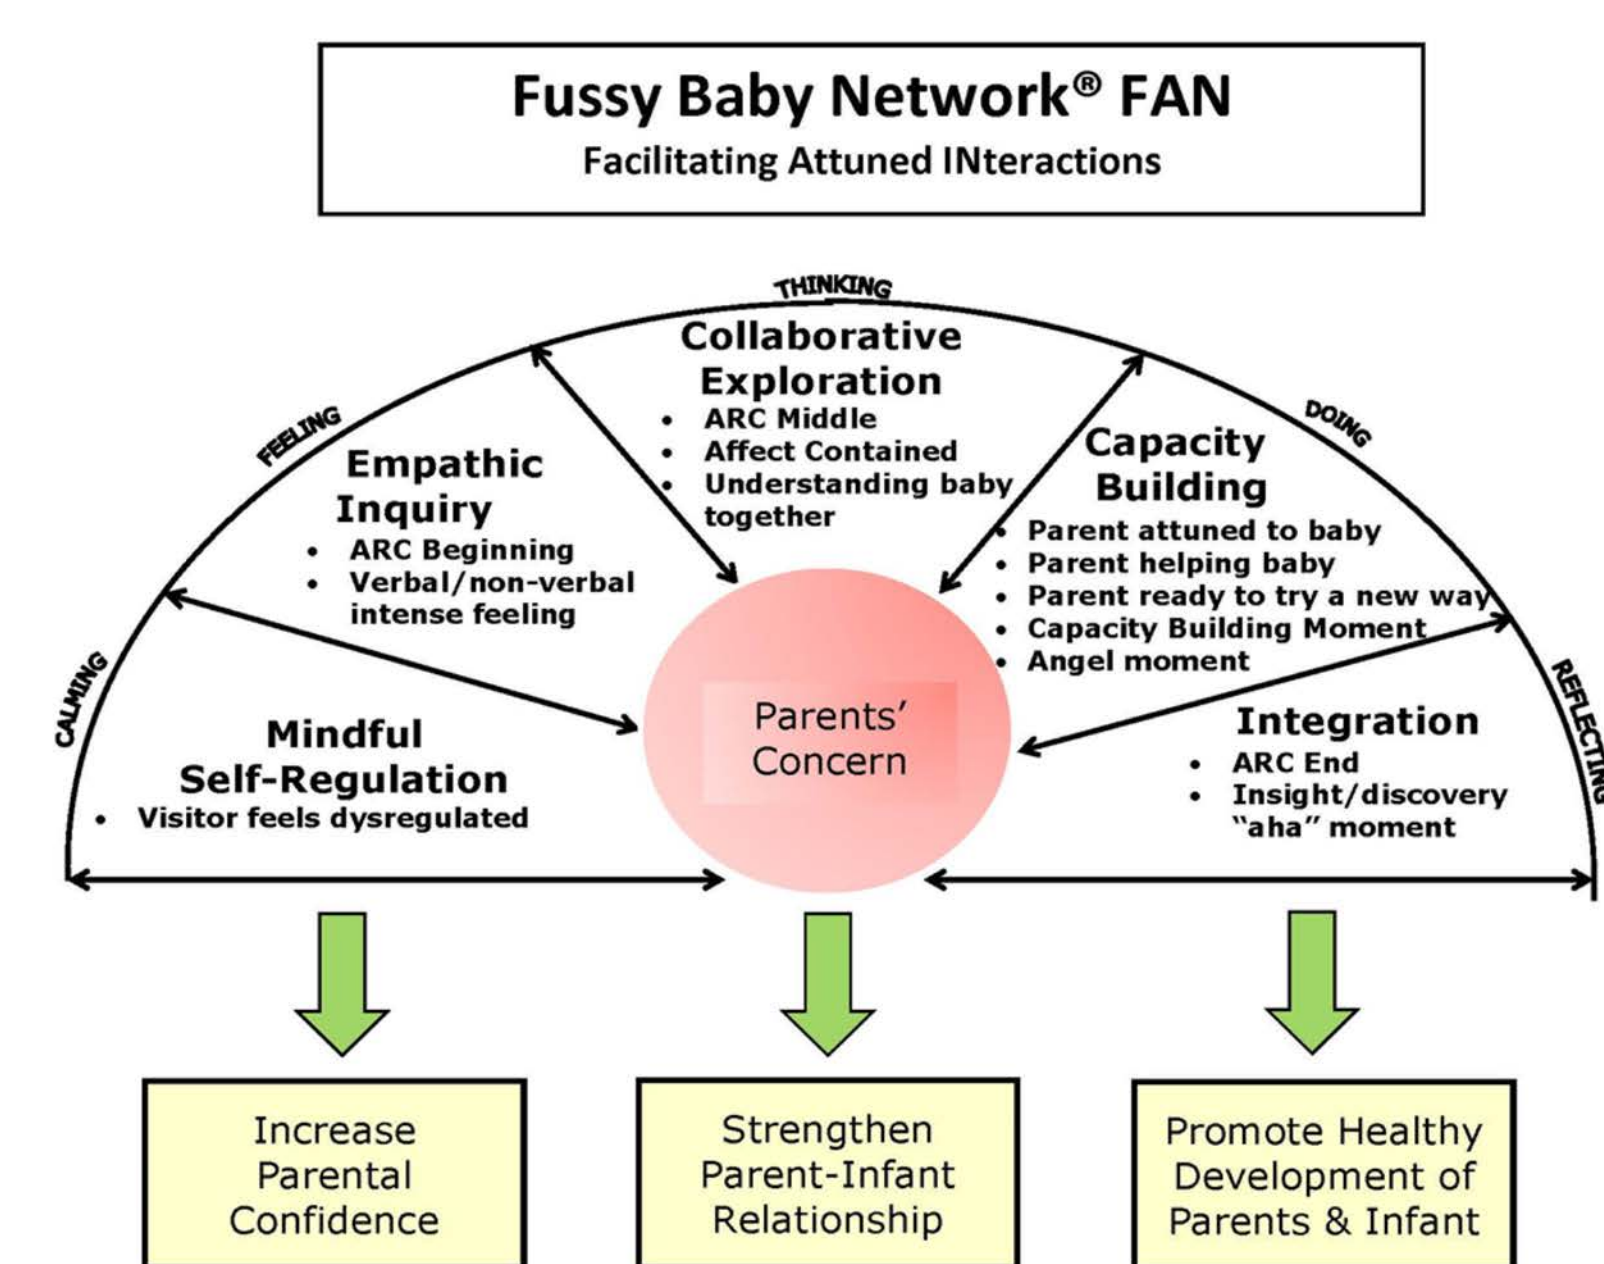 Fussy Baby Network® FAN
Facilitating Attuned INteractions
THINKING
FEELING
DOING
CALMING
REFLECTING
Collaborative
Exploration
• ARC Middle
• Affect Contained
• Understanding baby
together
Empathic
Inquiry
• ARC Beginning
• Verbal/non-verbal
intense feeling
Capacity
Building
• Parent attuned to baby
• Parent helping baby
• Parent ready to try a new way
• Capacity Building Moment
• Angel moment
Mindful
Self-Regulation
• Visitor feels dysregulated
Parents’
Concern
Integration
• ARC End
• Insight/discovery
“aha” moment
Increase
Parental
Confidence
Strengthen
Parent-Infant
Relationship
Promote Healthy
Development of
Parents & Infant